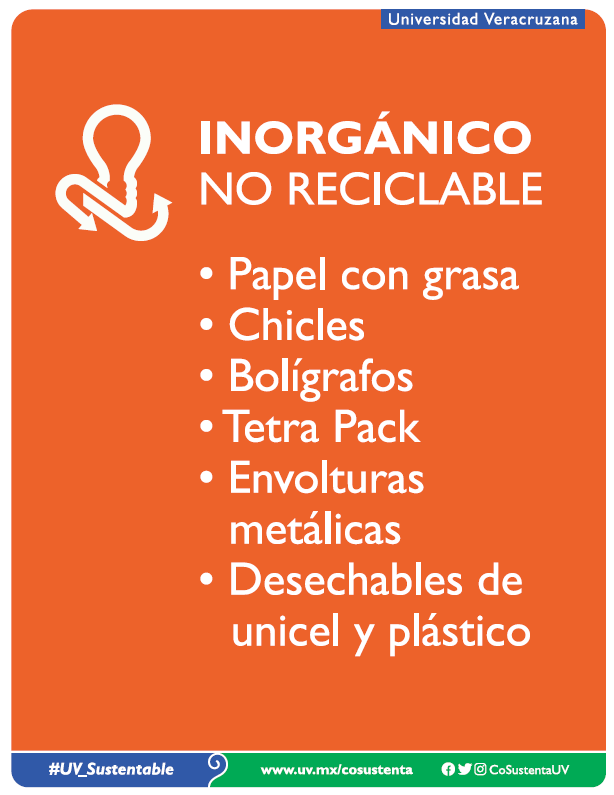 Universidad Veracruzana
INORGÁNICO
NO RECICLABLE
• Papel con grasa
• Chicles
• Bolígrafos
• Tetra Pack
• Envolturas
metálicas
• Desechables de
unicel y plástico
#UV_Sustentable
www.uv.mx/cosustenta
CoSustentaUV